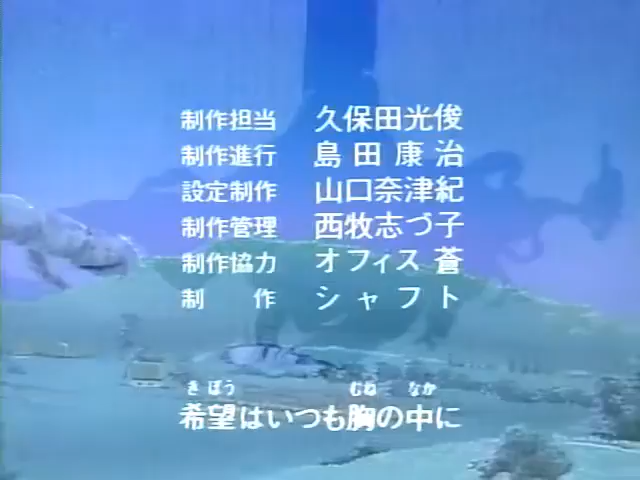 制作担当 久保田光俊
制作進行 島田康治
設定制作 山口奈津紀
制作管理 西牧志づ子
制作協力 オフィス蒼
制作 シャフト
きぼう むね なか
希望はいつも胸の中に